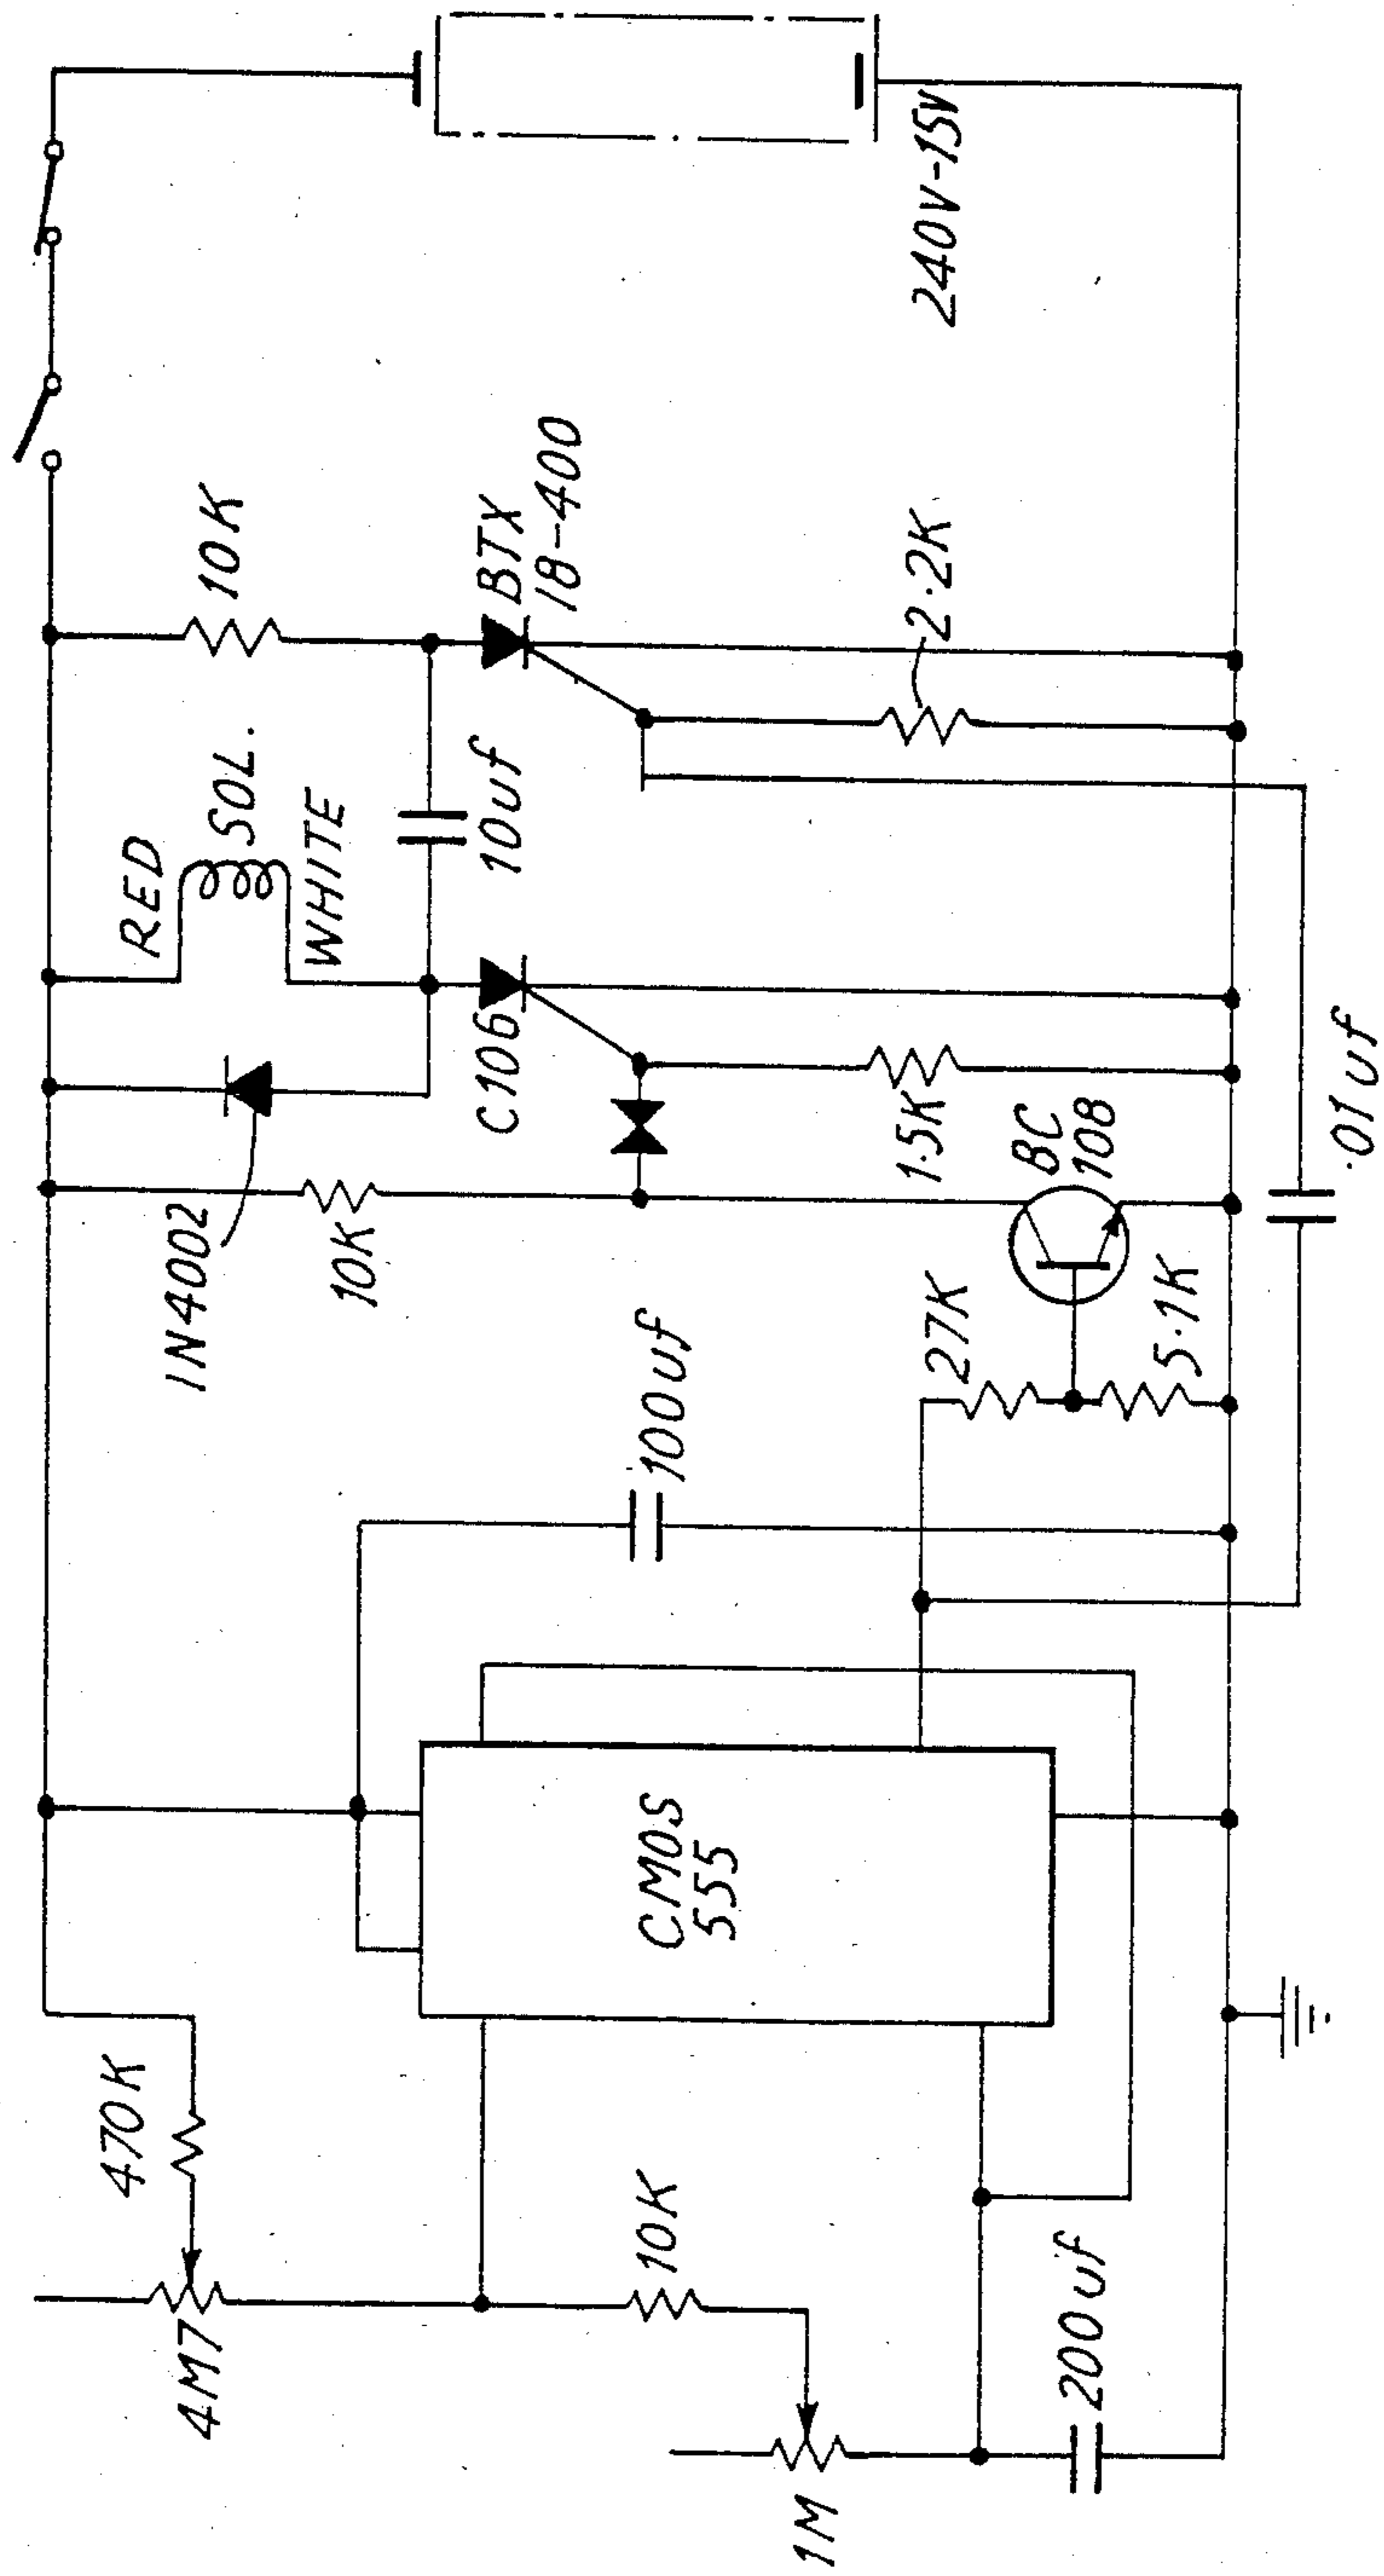 470K
RED
4M7
1N4002
SOL.
10K
WHITE
10K
C106
10uf
BTX
18-400
10K
CMOS
555
100uf
1M
27K
1·5K
2·2K
240V-15V
BC
108
200uf
5·1K
·01uf